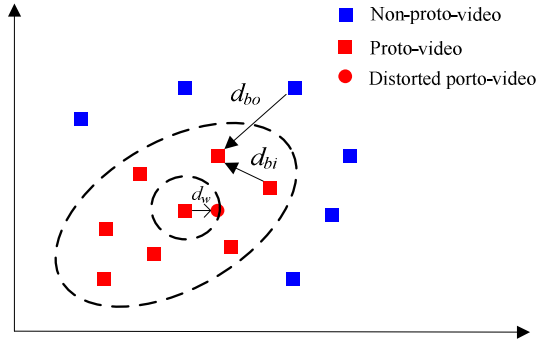 Non-proto-video
Proto-video
Distorted porto-video
d_bo
d_bi
d_w